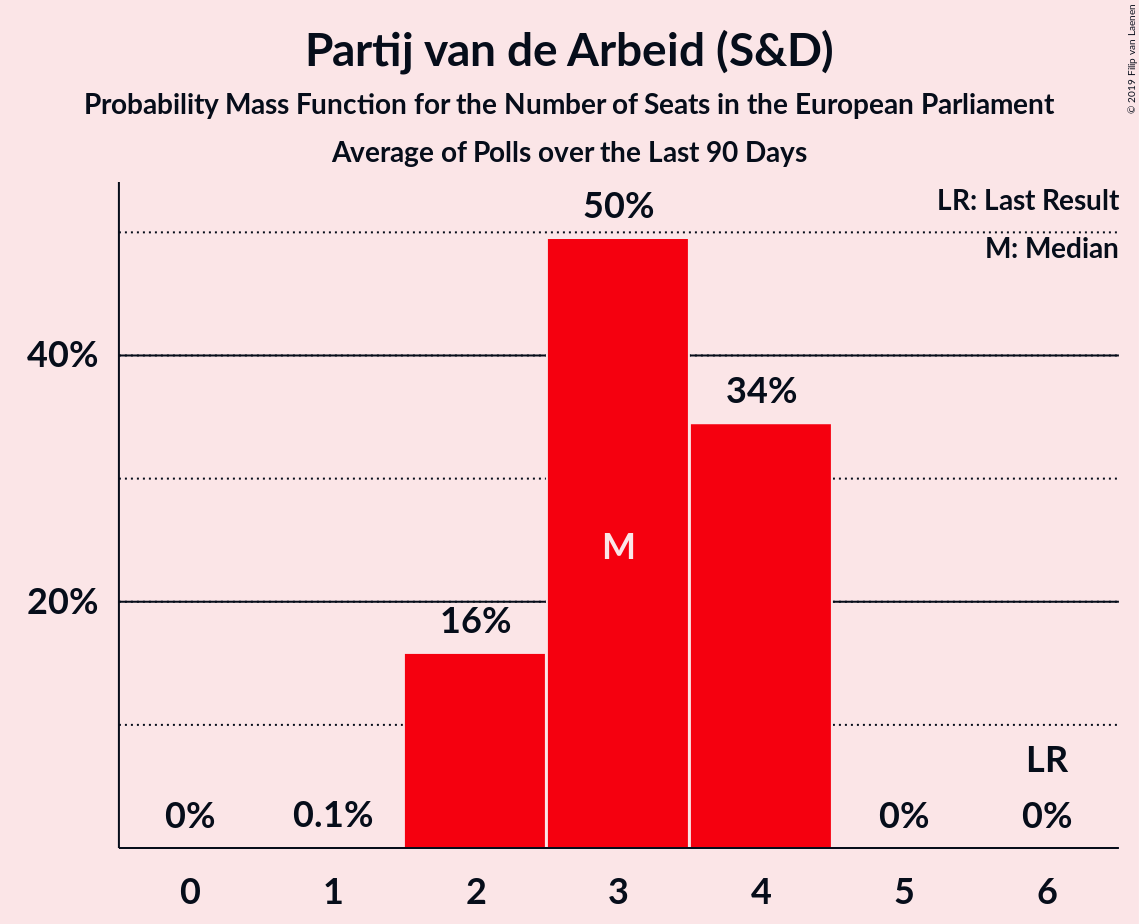 Partij van de Arbeid (S&D)
Probability Mass Function for the Number of Seats in the European Parliament
Average of Polls over the Last 90 Days
© 2019 Filip van Laenen
LR: Last Result
M: Median
50%
40%
34%
M
20%
16%
LR
0% 0.1% 0% 0%
0 1 2 3 4 5 6